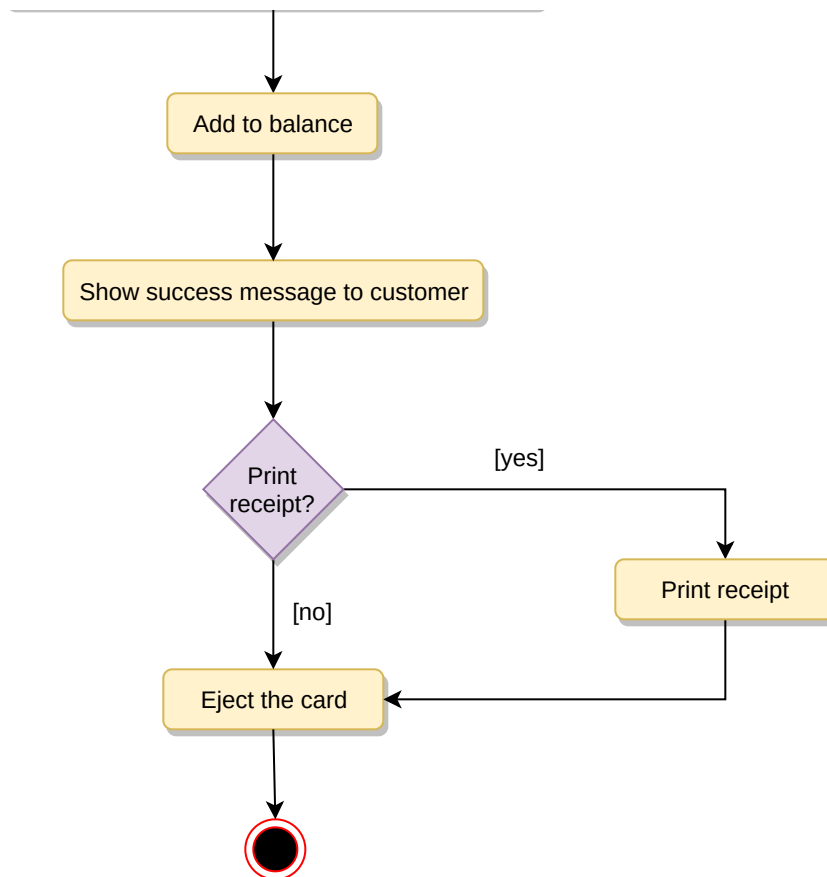 Add to balance
Show success message to customer
Print
receipt?
[yes]
Print receipt
[no]
Eject the card